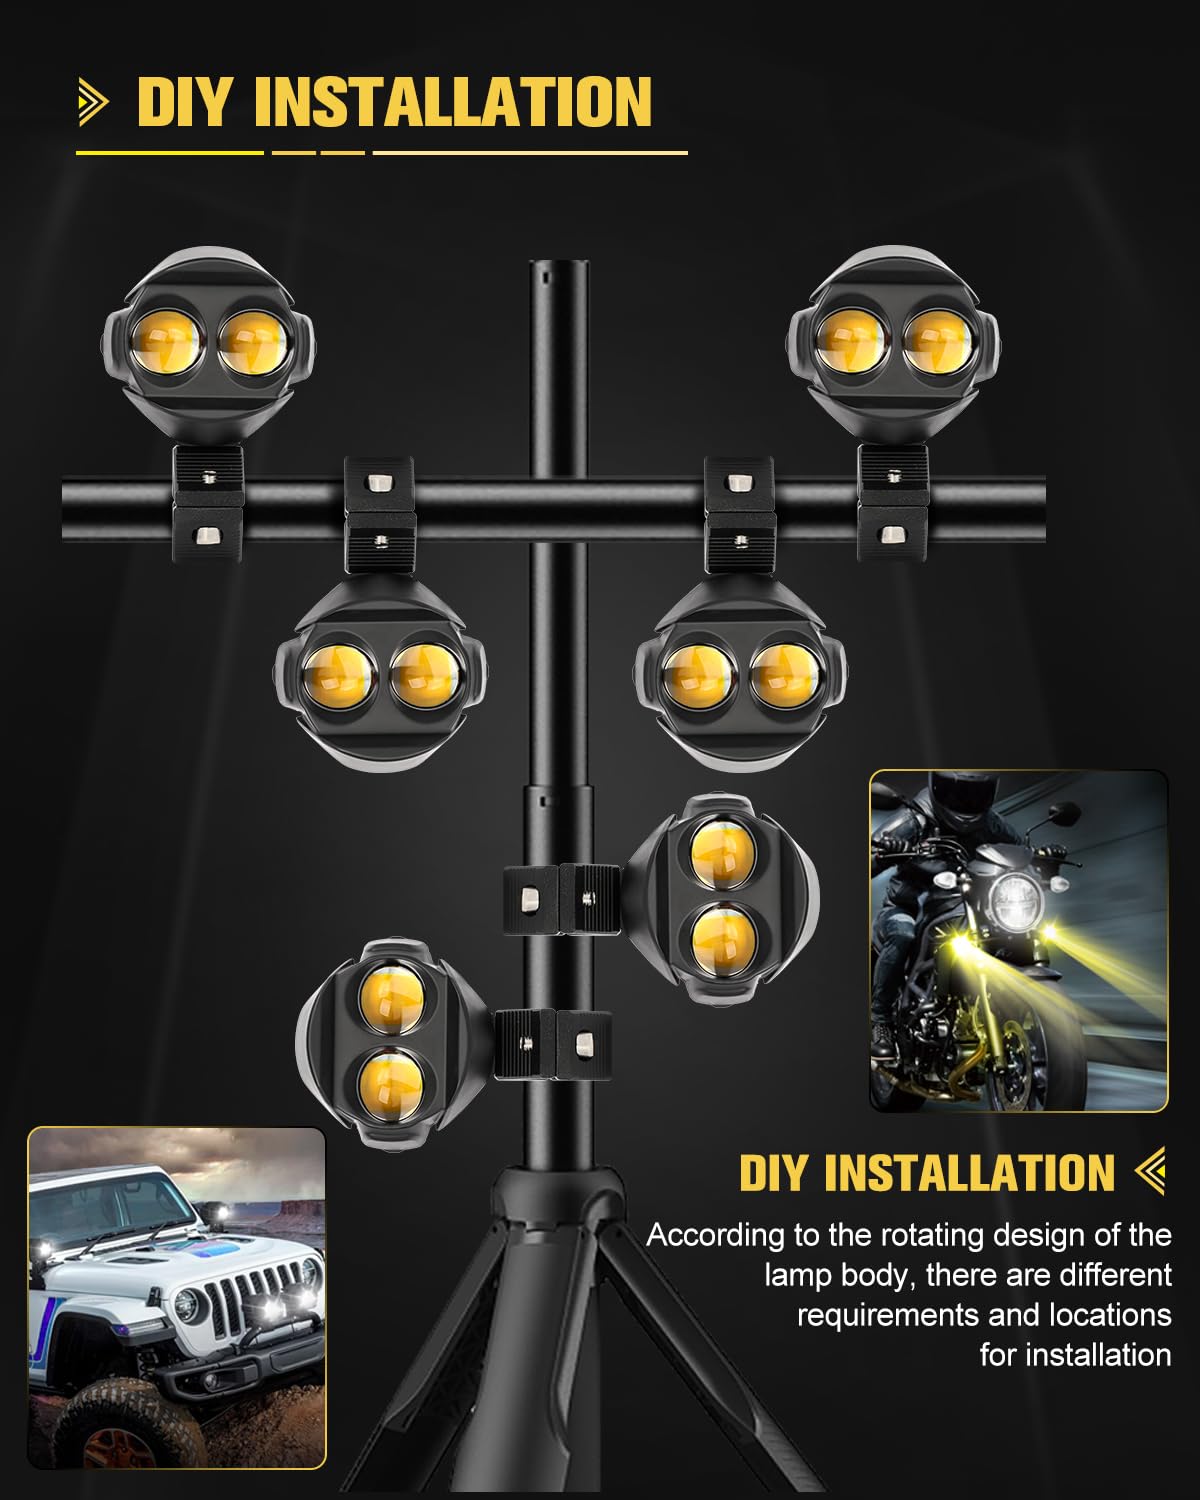 DIY INSTALLATION
DIY INSTALLATION
According to the rotating design of the
lamp body, there are different
requirements and locations
for installation